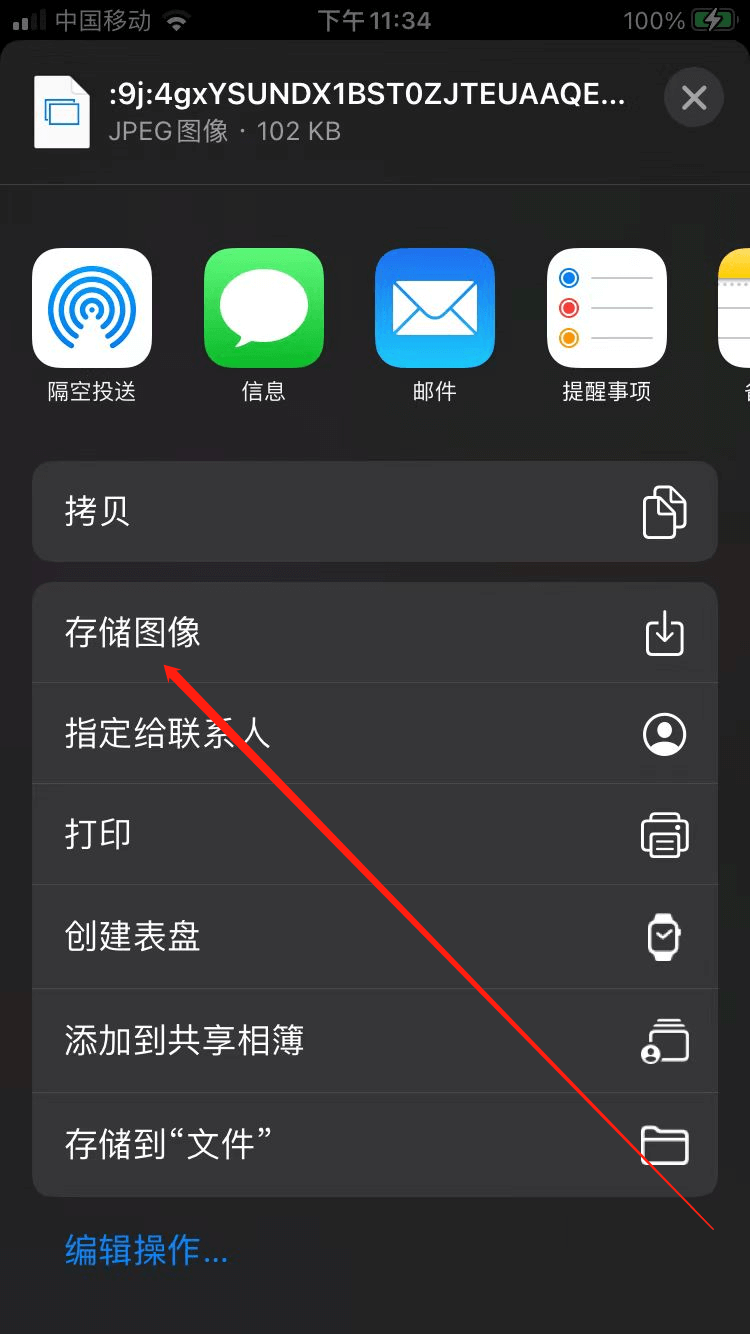 中国移动 下午11:34 100%
:9j:4gxYSUNDX1BST0ZJTEUAAQE...
JPEG图像 · 102 KB
隔空投送 信息 邮件 提醒事项
拷贝
存储图像
指定给联系人
打印
创建表盘
添加到共享相簿
存储到“文件”
编辑操作...